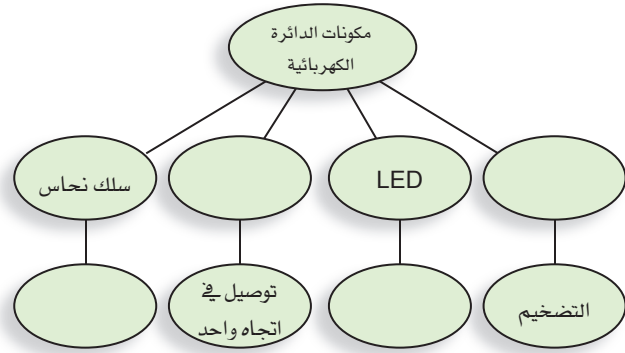 مكونات الدائرة
الكهربائية
LED
سلك نحاس
التضخيم
توصيل في
اتجاه واحد